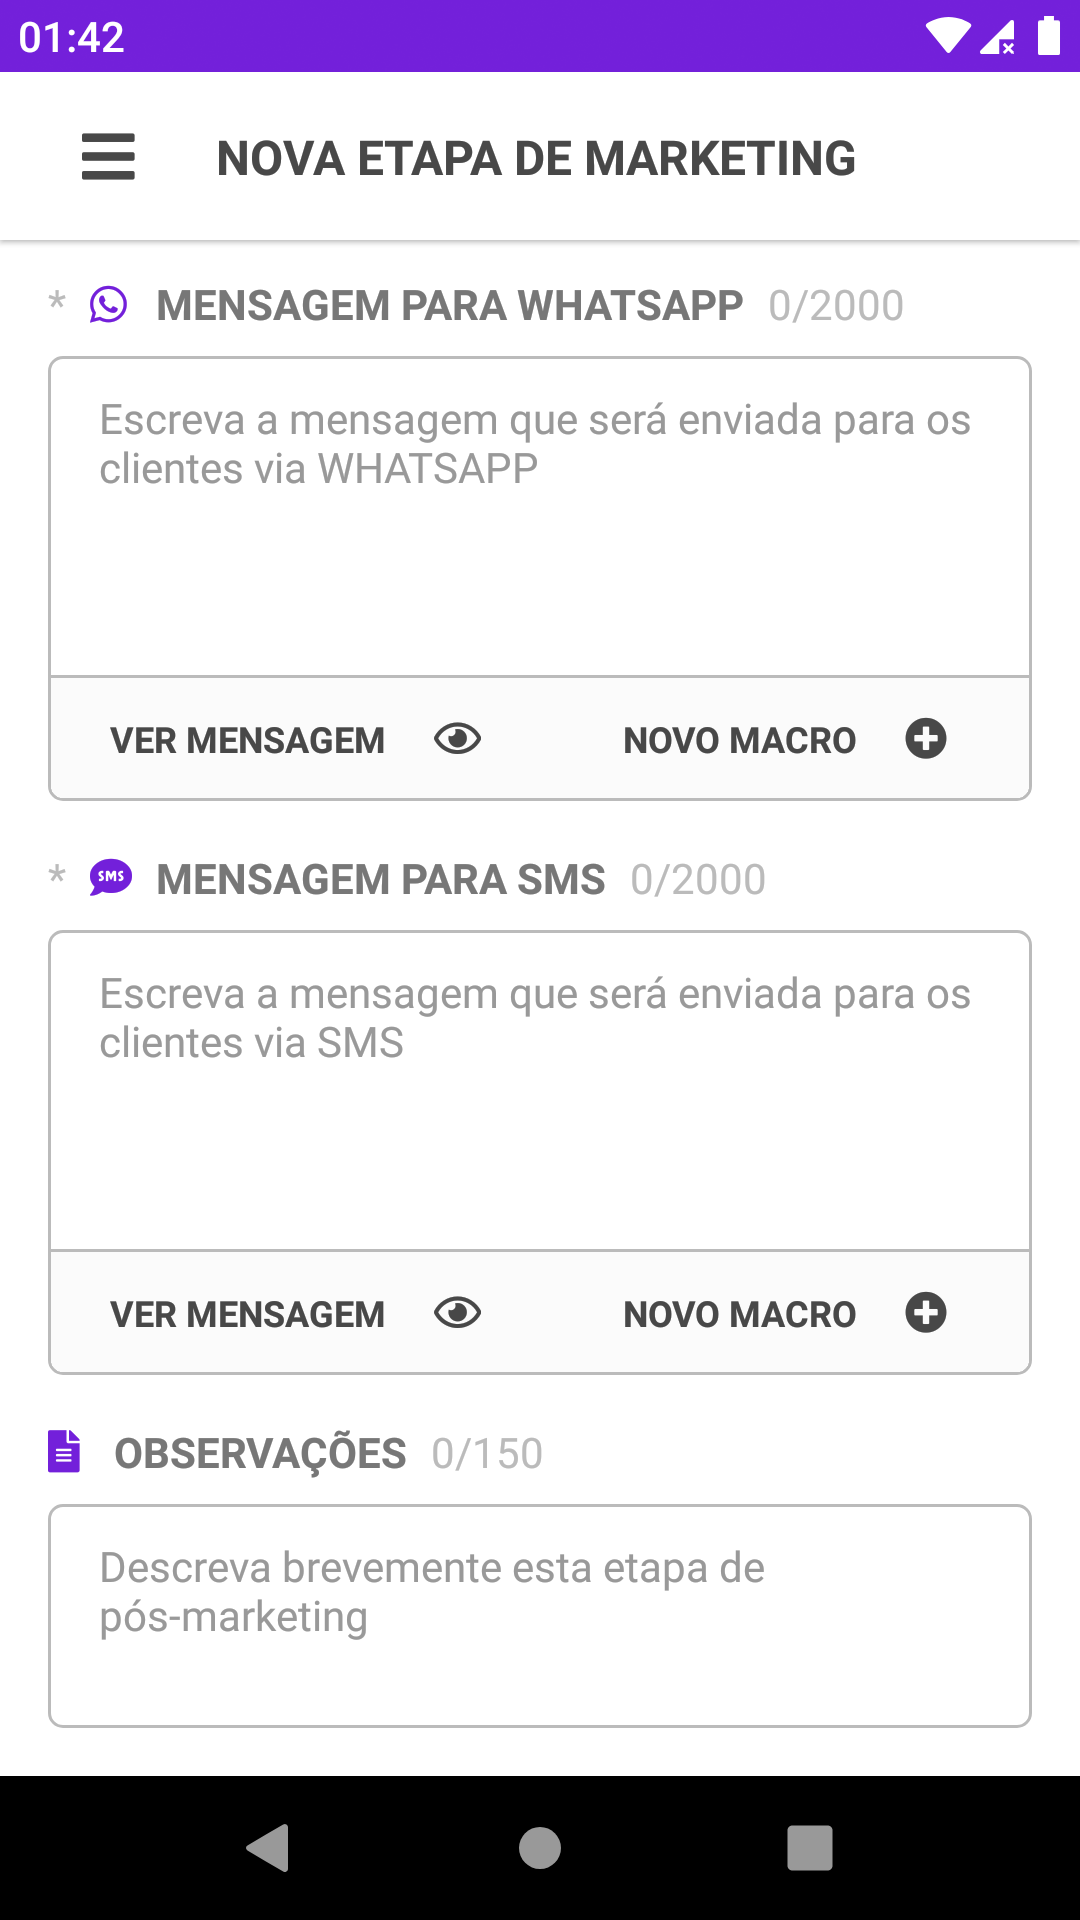 01:42
NOVA ETAPA DE MARKETING
* MENSAGEM PARA WHATSAPP 0/2000
Escreva a mensagem que será enviada para os
clientes via WHATSAPP
VER MENSAGEM NOVO MACRO
* SMS MENSAGEM PARA SMS 0/2000
Escreva a mensagem que será enviada para os
clientes via SMS
VER MENSAGEM NOVO MACRO
OBSERVAÇÕES 0/150
Descreva brevemente esta etapa de
pós-marketing